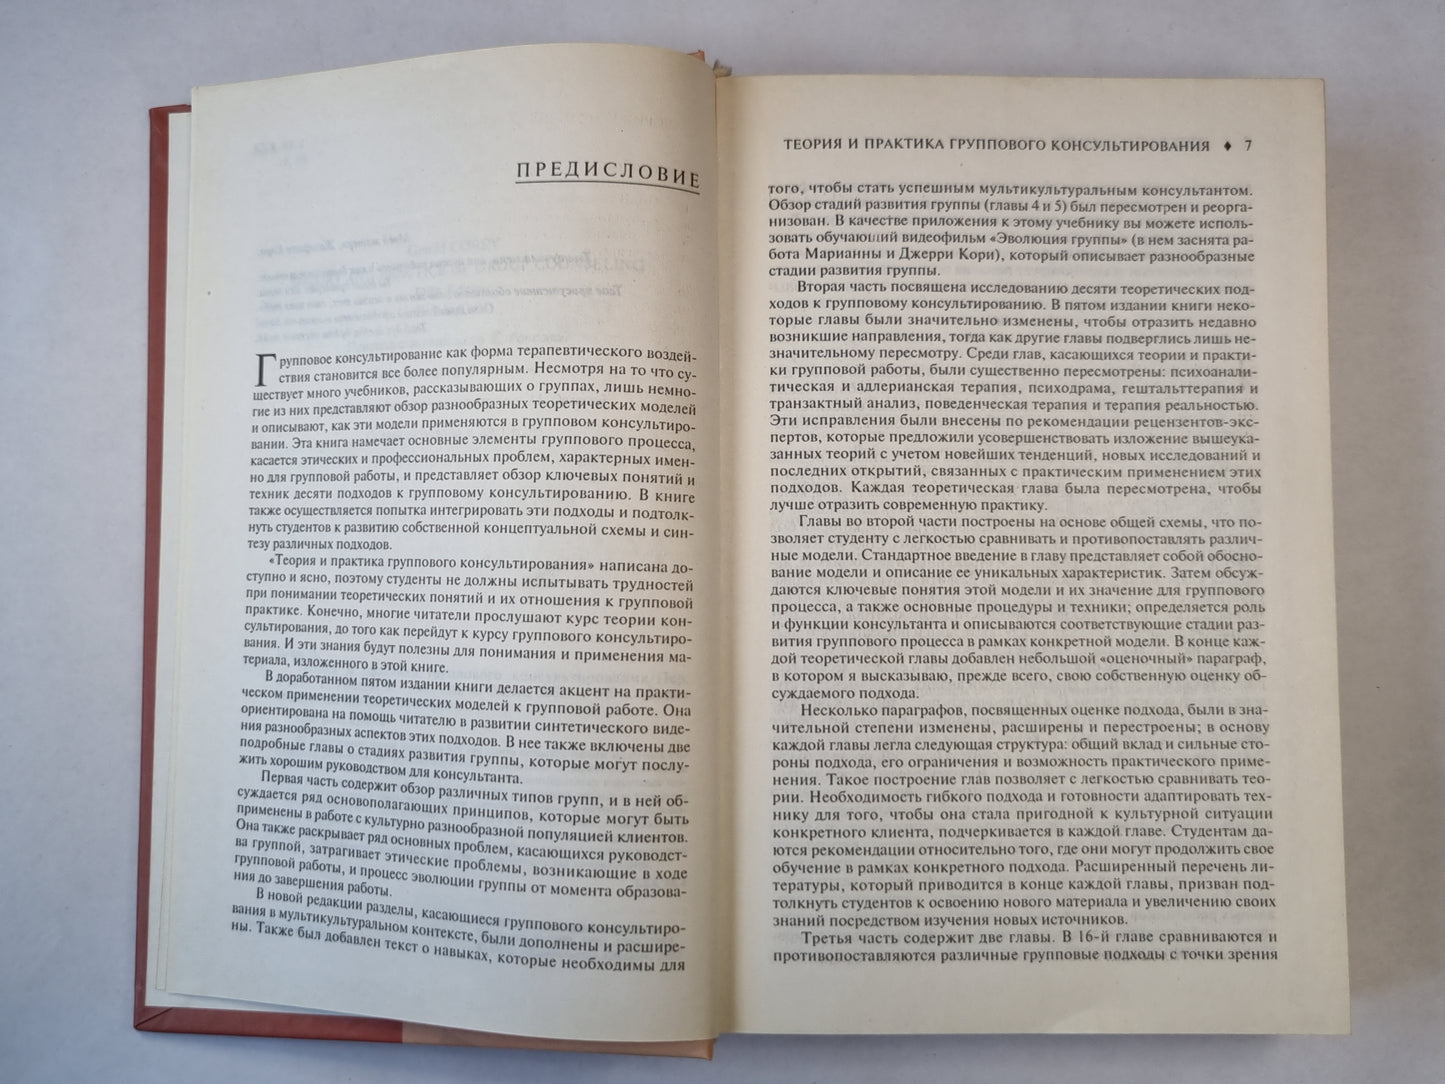 ПРЕДИСЛОВИЕ
Групповое консультирование как форма терапевтического воздей-
ствия становится все более популярным. Несмотря на то что су-
ществует много учебников, рассказывающих о группах, лишь немно-
гие из них представляют обзор разнообразных теоретических моделей
и описывают, как эти модели применяются в групповом консультиро-
вании. Эта книга намечает основные элементы группового процесса,
касается этических и профессиональных проблем, характерных имен-
но для групповой работы, и представляет обзор ключевых понятий и
техник десяти подходов к групповому консультированию. В книге
также осуществляется попытка интегрировать эти подходы и подтолк-
нуть студентов к развитию собственной концептуальной схемы и син-
тезу различных подходов.
«Теория и практика группового консультирования» написана до-
ступно и ясно, поэтому студенты не должны испытывать трудностей
при понимании теоретических понятий и их отношения к групповой
практике. Конечно, многие читатели прослушают курс теории кон-
сультирования, до того как перейдут к курсу группового консультиро-
вания. И эти знания будут полезны для понимания и применения ма-
териала, изложенного в этой книге.
В доработанном пятом издании книги делается акцент на практи-
ческом применении теоретических моделей к групповой работе. Она
ориентирована на помощь читателю в развитии синтетического виде-
ния разнообразных аспектов этих подходов. В нее также включены две
подробные главы о стадиях развития группы, которые могут послу-
жить хорошим руководством для консультанта.
Первая часть содержит обзор различных типов групп, и в ней об-
суждается ряд основополагающих принципов, которые могут быть
применены в работе с культурно разнообразной популяцией клиентов.
Она также раскрывает ряд основных проблем, касающихся руководст-
ва группой, затрагивает этические проблемы, возникающие в ходе
групповой работы, и процесс эволюции группы от момента образова-
ния до завершения работы.
В новой редакции разделы, касающиеся группового консультиро-
вания в мультикультуральном контексте, были дополнены и расшире-
ны. Также был добавлен текст о навыках, которые необходимы для
ТЕОРИЯ И ПРАКТИКА ГРУППОВОГО КОНСУЛЬТИРОВАНИЯ ♦ 7
того, чтобы стать успешным мультикультуральным консультантом.
Обзор стадий развития группы (главы 4 и 5) был пересмотрен и реорга-
низован. В качестве приложения к этому учебнику вы можете исполь-
зовать обучающий видеофильм «Эволюция группы» (в нем заснята ра-
бота Марианны и Джерри Кори), который описывает разнообразные
стадии развития группы.
Вторая часть посвящена исследованию десяти теоретических под-
ходов к групповому консультированию. В пятом издании книги неко-
торые главы были значительно изменены, чтобы отразить недавно
возникшие направления, тогда как другие главы подверглись лишь не-
значительному пересмотру. Среди глав, касающихся теории и практи-
ки групповой работы, были существенно пересмотрены: психоанали-
тическая и адлерианская терапия, психодрама, гештальттерапия и
транзактный анализ, поведенческая терапия и терапия реальностью.
Эти исправления были внесены по рекомендации рецензентов-экс-
пертов, которые предложили усовершенствовать изложение вышеука-
занных теорий с учетом новейших тенденций, новых исследований и
последних открытий, связанных с практическим применением этих
подходов. Каждая теоретическая глава была пересмотрена, чтобы
лучше отразить современную практику.
Главы во второй части построены на основе общей схемы, что по-
зволяет студенту с легкостью сравнивать и противопоставлять различ-
ные модели. Стандартное введение в главу представляет собой обосно-
вание модели и описание ее уникальных характеристик. Затем обсуж-
даются ключевые понятия этой модели и их значение для группового
процесса, а также основные процедуры и техники; определяется роль
и функции консультанта и описываются соответствующие стадии раз-
вития группового процесса в рамках конкретной модели. В конце каж-
дой теоретической главы добавлен небольшой «оценочный» параграф,
в котором я высказываю, прежде всего, свою собственную оценку об-
суждаемого подхода.
Несколько параграфов, посвященных оценке подхода, были в зна-
чительной степени изменены, расширены и перестроены; в основу
каждой главы легла следующая структура: общий вклад и сильные сто-
роны подхода, его ограничения и возможность практического приме-
нения. Такое построение глав позволяет с легкостью сравнивать тео-
рии. Необходимость гибкого подхода и готовности адаптировать тех-
нику для того, чтобы она стала пригодной к культурной ситуации
конкретного клиента, подчеркивается в каждой главе. Студентам да-
ются рекомендации относительно того, где они могут продолжить свое
обучение в рамках конкретного подхода. Расширенный перечень ли-
тературы, который приводится в конце каждой главы, призван под-
толкнуть студентов к освоению нового материала и увеличению своих
знаний посредством изучения новых источников.
Третья часть содержит две главы. В 16-й главе сравниваются и
противопоставляются различные групповые подходы с точки зрения